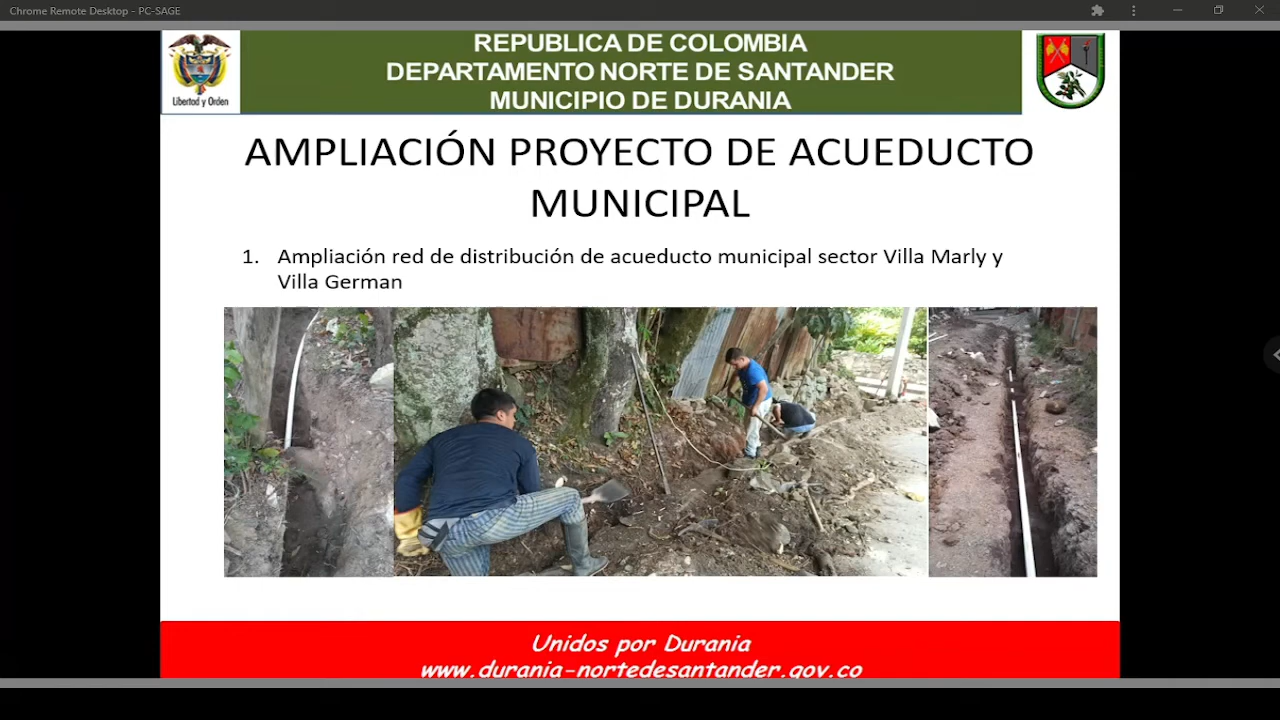 Chrome Remote Desktop - PC-SAGE
REPUBLICA DE COLOMBIA
DEPARTAMENTO NORTE DE SANTANDER
MUNICIPIO DE DURANIA
Libertad y Orden
AMPLIACIÓN PROYECTO DE ACUEDUCTO
MUNICIPAL
1. Ampliación red de distribución de acueducto municipal sector Villa Marly y
Villa German
Unidos por Durania
www.durania-nortedesantander.gov.co